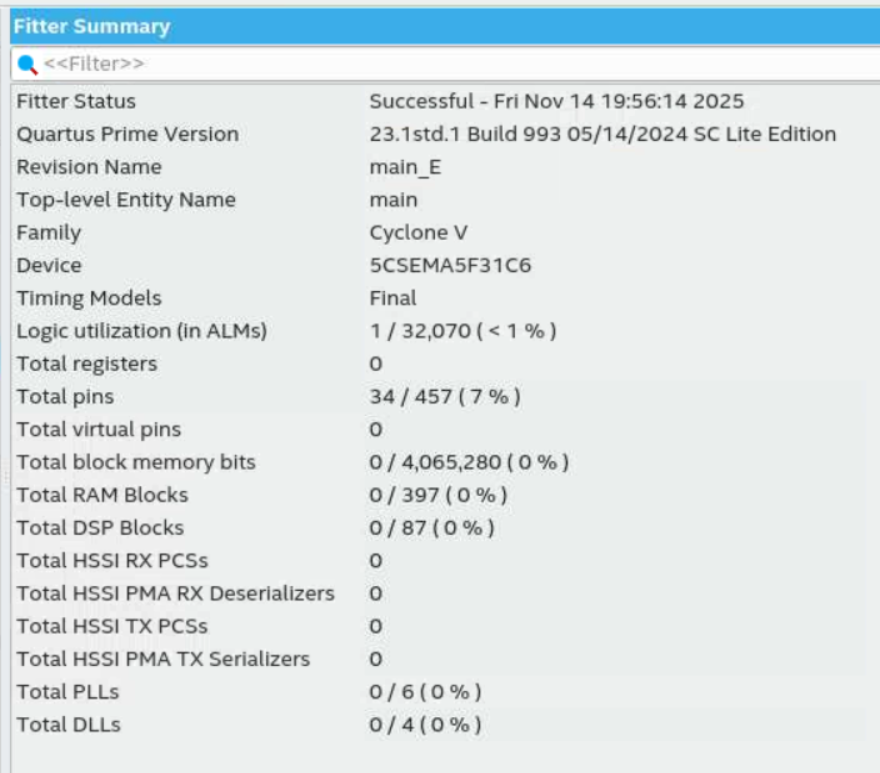 Fitter Summary
<<Filter>>
Fitter Status Successful - Fri Nov 14 19:56:14 2025
Quartus Prime Version 23.1std.1 Build 993 05/14/2024 SC Lite Edition
Revision Name main_E
Top-level Entity Name main
Family Cyclone V
Device 5CSEMA5F31C6
Timing Models Final
Logic utilization (in ALMs) 1 / 32,070 ( < 1 % )
Total registers 0
Total pins 34 / 457 ( 7 % )
Total virtual pins 0
Total block memory bits 0 / 4,065,280 ( 0 % )
Total RAM Blocks 0 / 397 ( 0 % )
Total DSP Blocks 0 / 87 ( 0 % )
Total HSSI RX PCSs 0
Total HSSI PMA RX Deserializers 0
Total HSSI TX PCSs 0
Total HSSI PMA TX Serializers 0
Total PLLs 0 / 6 ( 0 % )
Total DLLs 0 / 4 ( 0 % )